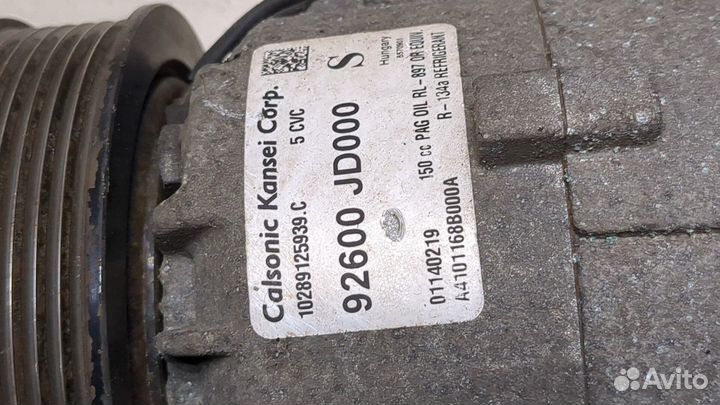 Calsonic Kansei Corp.
10289125939.C 5 CVC
92600 JD000 S
Hungary
01140219 150 cc PAG OIL RL-897 OR EQUIV.
A4101168B000A R-134a REFRIGERANT
Avito